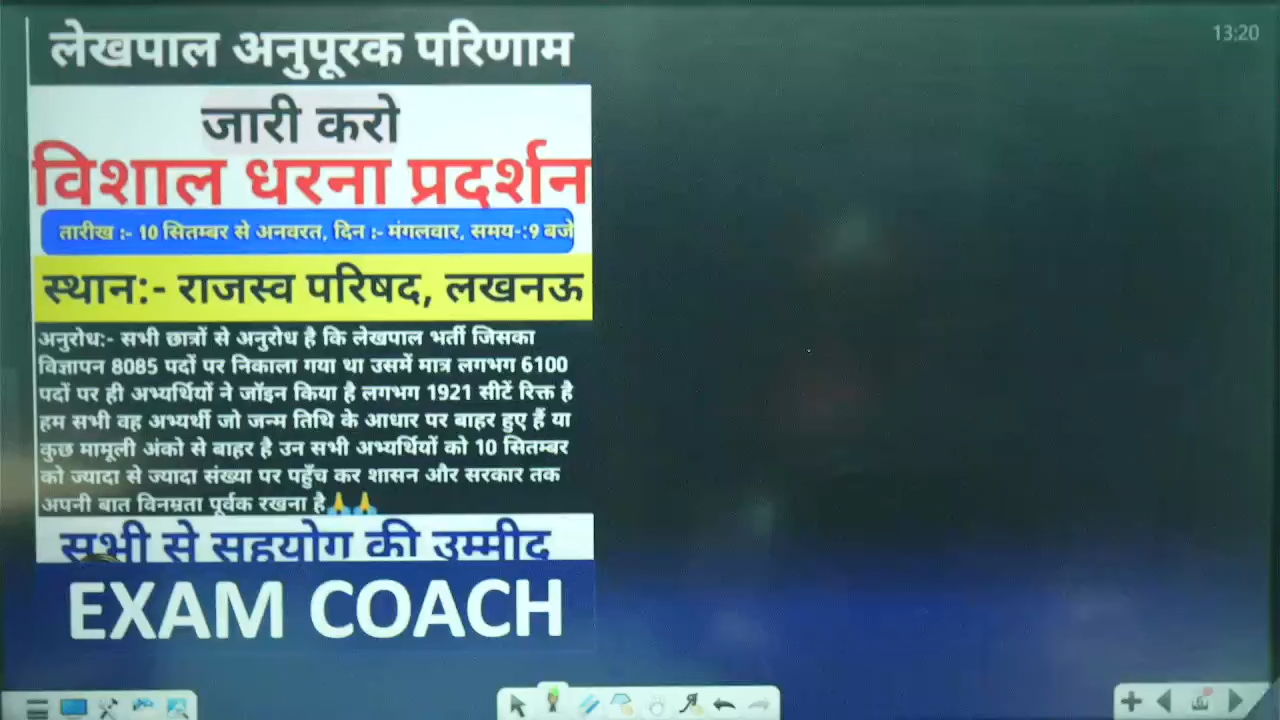 लेखपाल अनुपूरक परिणाम
13:20
जारी करो
विशाल धरना प्रदर्शन
तारीख :- 10 सितम्बर से अनवरत, दिन :- मंगलवार, समय-:9 बजे
स्थान:- राजस्व परिषद, लखनऊ
अनुरोध:- सभी छात्रों से अनुरोध है कि लेखपाल भर्ती जिसका
विज्ञापन 8085 पदों पर निकाला गया था उसमें मात्र लगभग 6100
पदों पर ही अभ्यर्थियों ने जॉइन किया है लगभग 1921 सीटें रिक्त है
हम सभी वह अभ्यर्थी जो जन्म तिथि के आधार पर बाहर हुए हैं या
कुछ मामूली अंको से बाहर है उन सभी अभ्यर्थियों को 10 सितम्बर
को ज्यादा से ज्यादा संख्या पर पहुँच कर शासन और सरकार तक
अपनी बात विनम्रता पूर्वक रखना है🙏🙏
सभी से सहयोग की उम्मीद
EXAM COACH